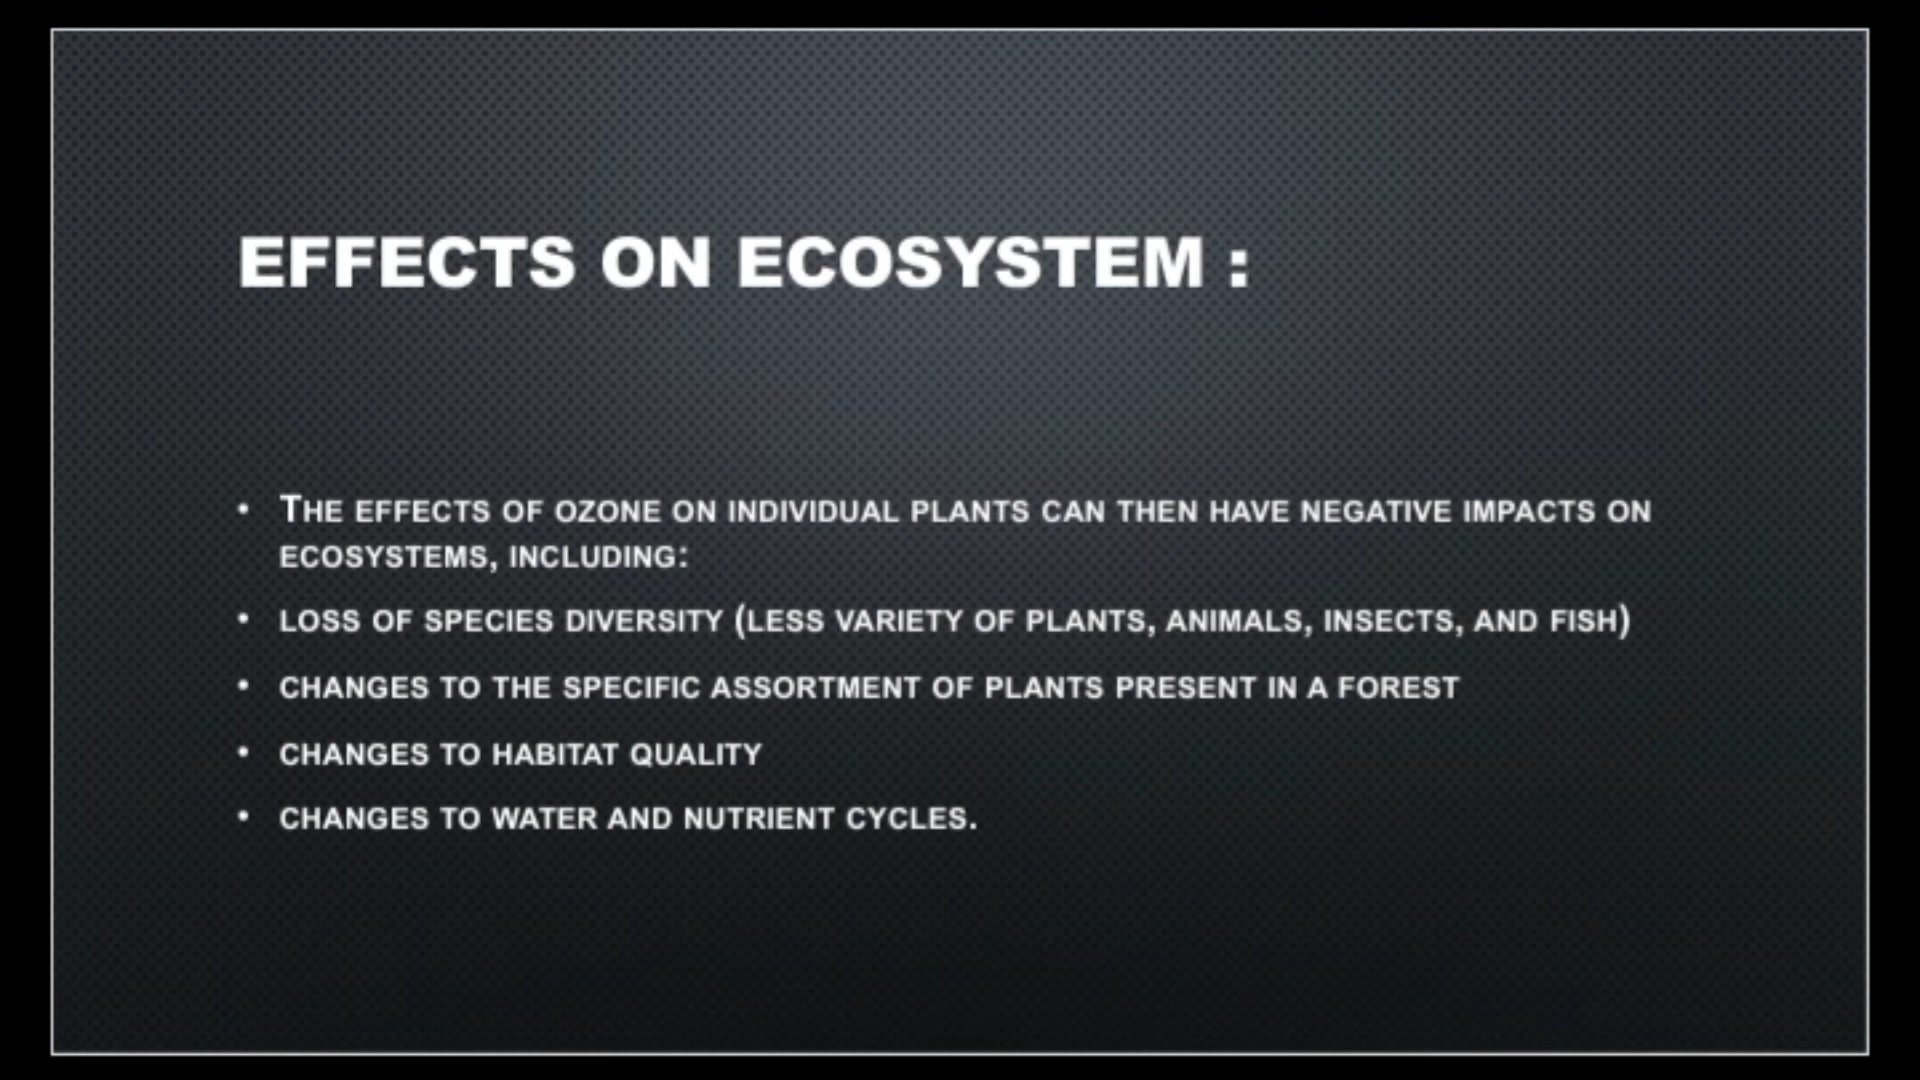 EFFECTS ON ECOSYSTEM :
• THE EFFECTS OF OZONE ON INDIVIDUAL PLANTS CAN THEN HAVE NEGATIVE IMPACTS ON
ECOSYSTEMS, INCLUDING:
• LOSS OF SPECIES DIVERSITY (LESS VARIETY OF PLANTS, ANIMALS, INSECTS, AND FISH)
• CHANGES TO THE SPECIFIC ASSORTMENT OF PLANTS PRESENT IN A FOREST
• CHANGES TO HABITAT QUALITY
• CHANGES TO WATER AND NUTRIENT CYCLES.